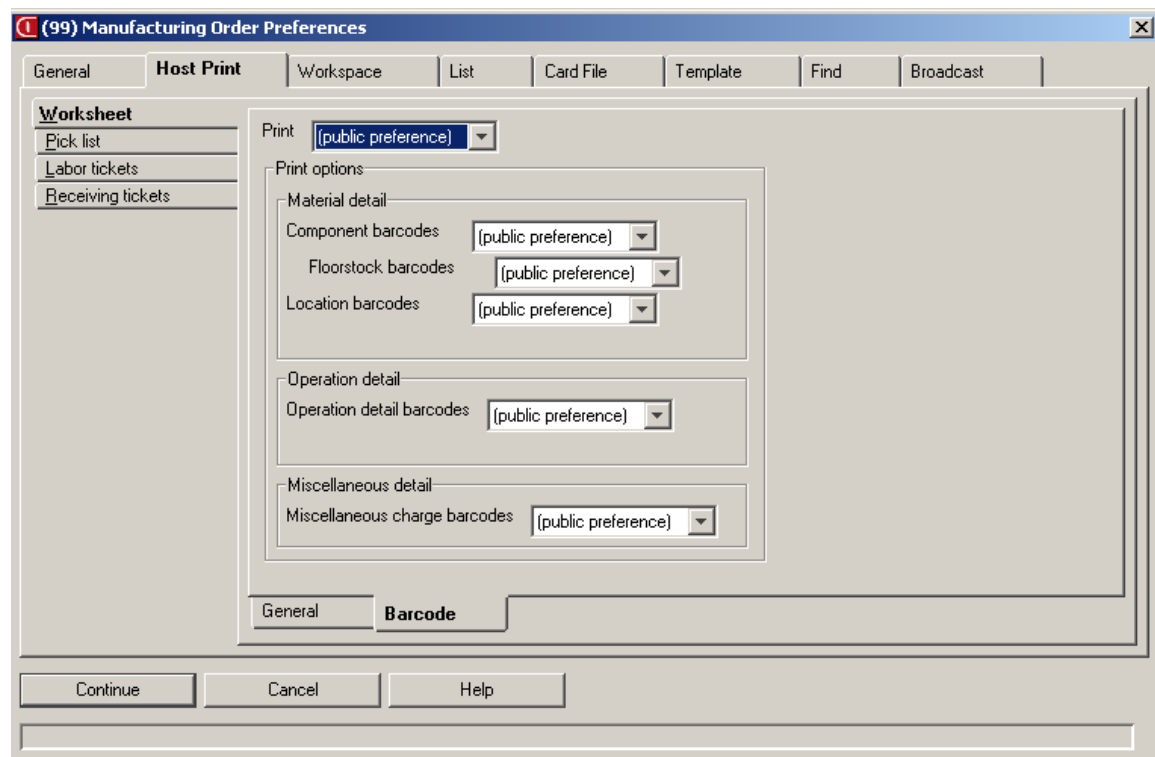 (99) Manufacturing Order Preferences
General Host Print Workspace List Card File Template Find Broadcast
Worksheet
Pick list
Labor tickets
Receiving tickets
Print (public preference)
Print options
Material detail
Component barcodes (public preference)
Floorstock barcodes (public preference)
Location barcodes (public preference)
Operation detail
Operation detail barcodes (public preference)
Miscellaneous detail
Miscellaneous charge barcodes (public preference)
General Barcode
Continue Cancel Help